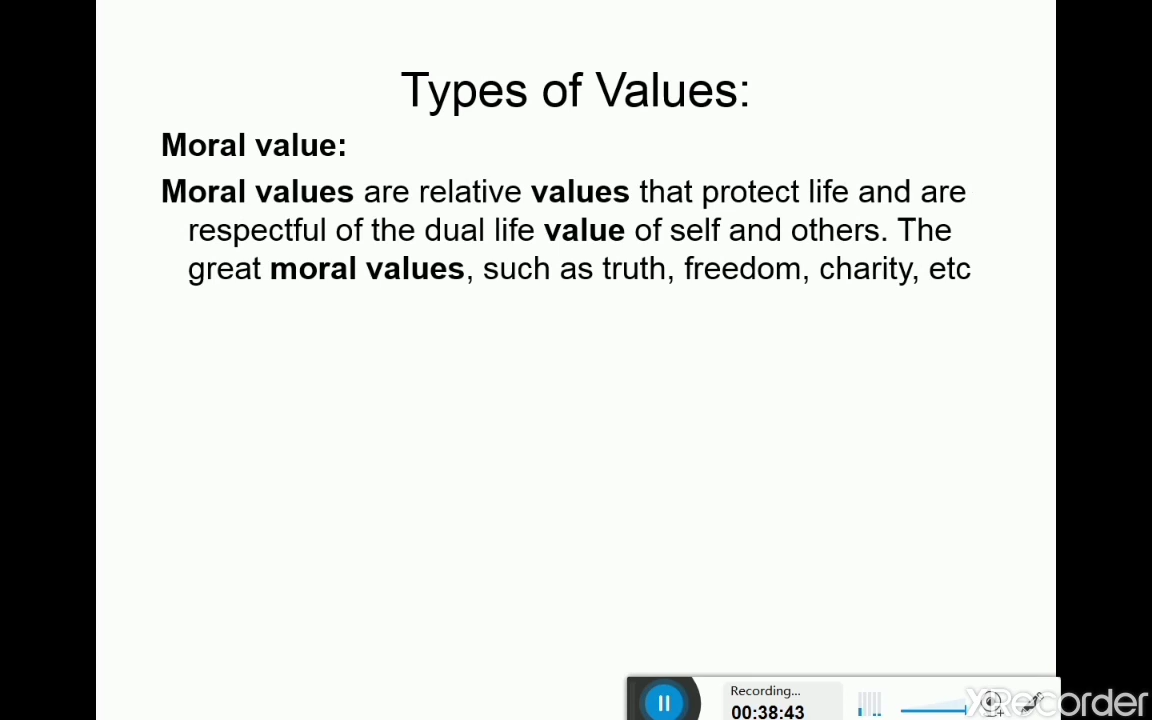 Types of Values:
Moral value:
Moral values are relative values that protect life and are
respectful of the dual life value of self and others. The
great moral values, such as truth, freedom, charity, etc
Recording...
00:38:43
XRecorder